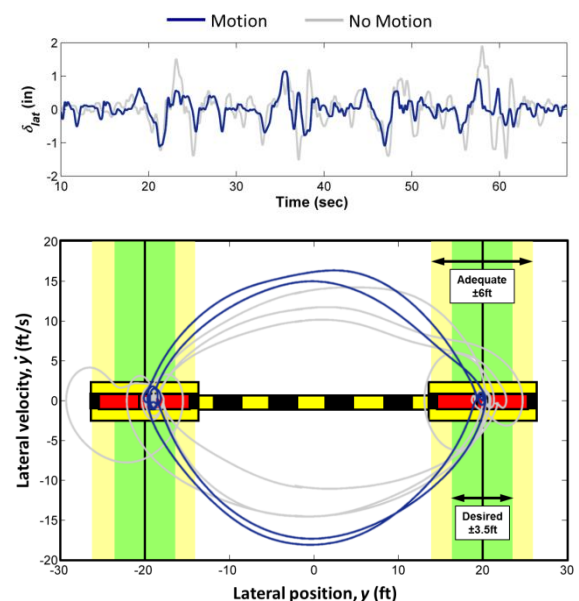 Motion
No Motion
2
1
0
-1
-2
δlat (in)
10
20
30
40
50
60
Time (sec)
20
15
10
5
0
-5
-10
-15
-20
Lateral velocity, ẏ (ft/s)
Adequate
±6ft
Desired
±3.5ft
-30
-20
-10
0
10
20
30
Lateral position, y (ft)